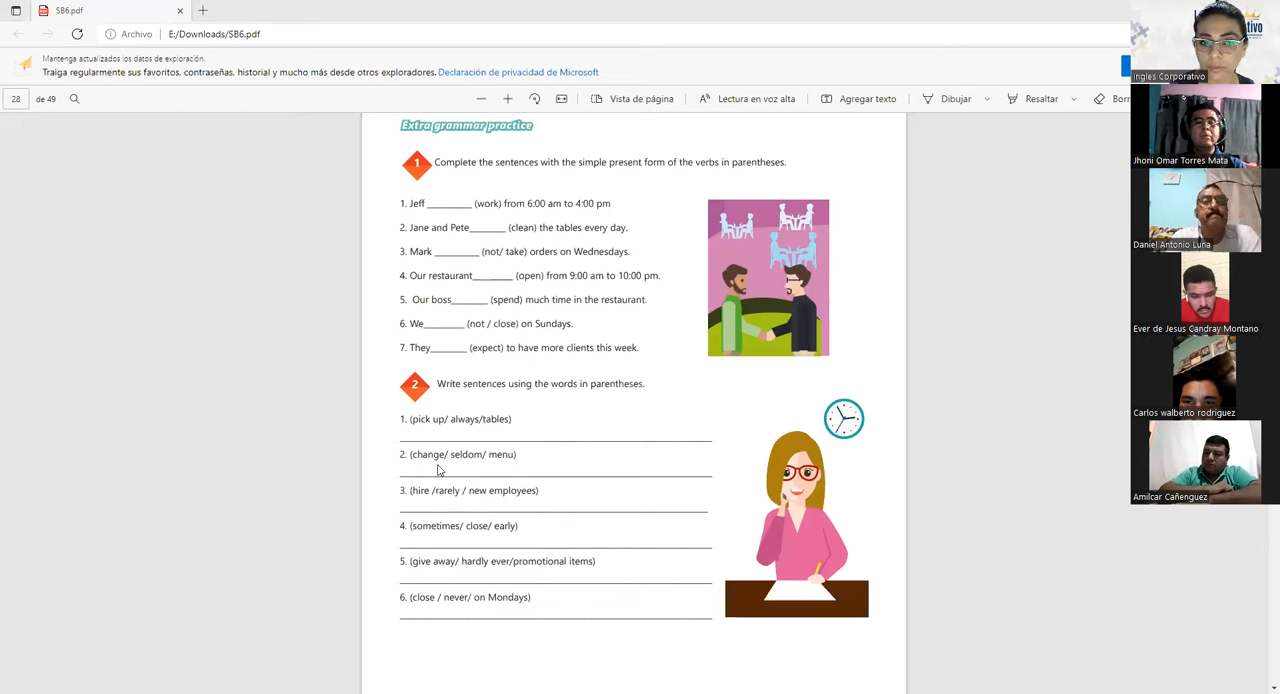 SB6.pdf
Archivo E:/Downloads/SB6.pdf
Mantenga actualizados los datos de exploración.
Traiga regularmente sus favoritos, contraseñas, historial y mucho más desde otros exploradores. Declaración de privacidad de Microsoft
28 de 49 Vista de página Lectura en voz alta Agregar texto Dibujar Resaltar Borr
Extra grammar practice
1 Complete the sentences with the simple present form of the verbs in parentheses.
1. Jeff _________ (work) from 6:00 am to 4:00 pm
2. Jane and Pete_______ (clean) the tables every day.
3. Mark _________ (not/ take) orders on Wednesdays.
4. Our restaurant________ (open) from 9:00 am to 10:00 pm.
5. Our boss_______ (spend) much time in the restaurant.
6. We________ (not / close) on Sundays.
7. They_______ (expect) to have more clients this week.
2 Write sentences using the words in parentheses.
1. (pick up/ always/tables)
2. (change/ seldom/ menu)
3. (hire /rarely / new employees)
4. (sometimes/ close/ early)
5. (give away/ hardly ever/promotional items)
6. (close / never/ on Mondays)
Ingles Corporativo
Jhoni Omar Torres Mata
Daniel Antonio Luna
Ever de Jesus Candray Montano
Carlos walberto rodriguez
Amilcar Cañenguez